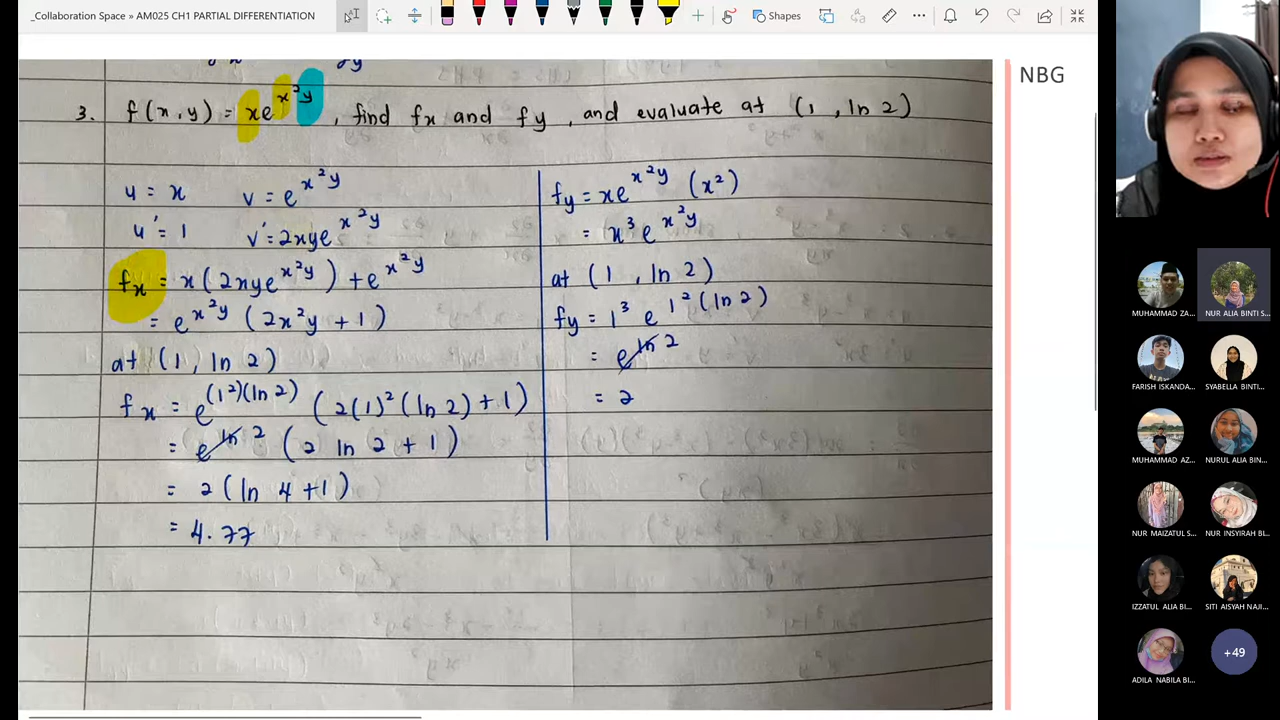 _Collaboration Space » AM025 CH1 PARTIAL DIFFERENTIATION
Shapes
NBG
3. f(x,y) = xe^{x²y}, find fx and fy, and evaluate at (1, ln 2)
u = x    v = e^{x²y}
u' = 1    v' = 2xye^{x²y}
fx = x(2xye^{x²y}) + e^{x²y}
= e^{x²y} (2x²y + 1)
at (1, ln 2)
fx = e^{(1²)(ln 2)} (2(1)²(ln 2) + 1)
= e^{ln 2} (2 ln 2 + 1)
= 2(ln 4 + 1)
= 4.77
fy = xe^{x²y} (x²)
= x³ e^{x²y}
at (1, ln 2)
fy = 1³ e^{1²(ln 2)}
= e^{ln 2}
= 2
MUHAMMAD ZA...
NUR ALIA BINTI S...
FARISH ISKANDA...
SYABELLA BINTI...
MUHAMMAD AZ...
NURUL ALIA BIN...
NUR MAIZATUL S...
NUR INSYIRAH BI...
IZZATUL ALIA BI...
SITI AISYAH NAJI...
ADILA NABILA BI...
+49